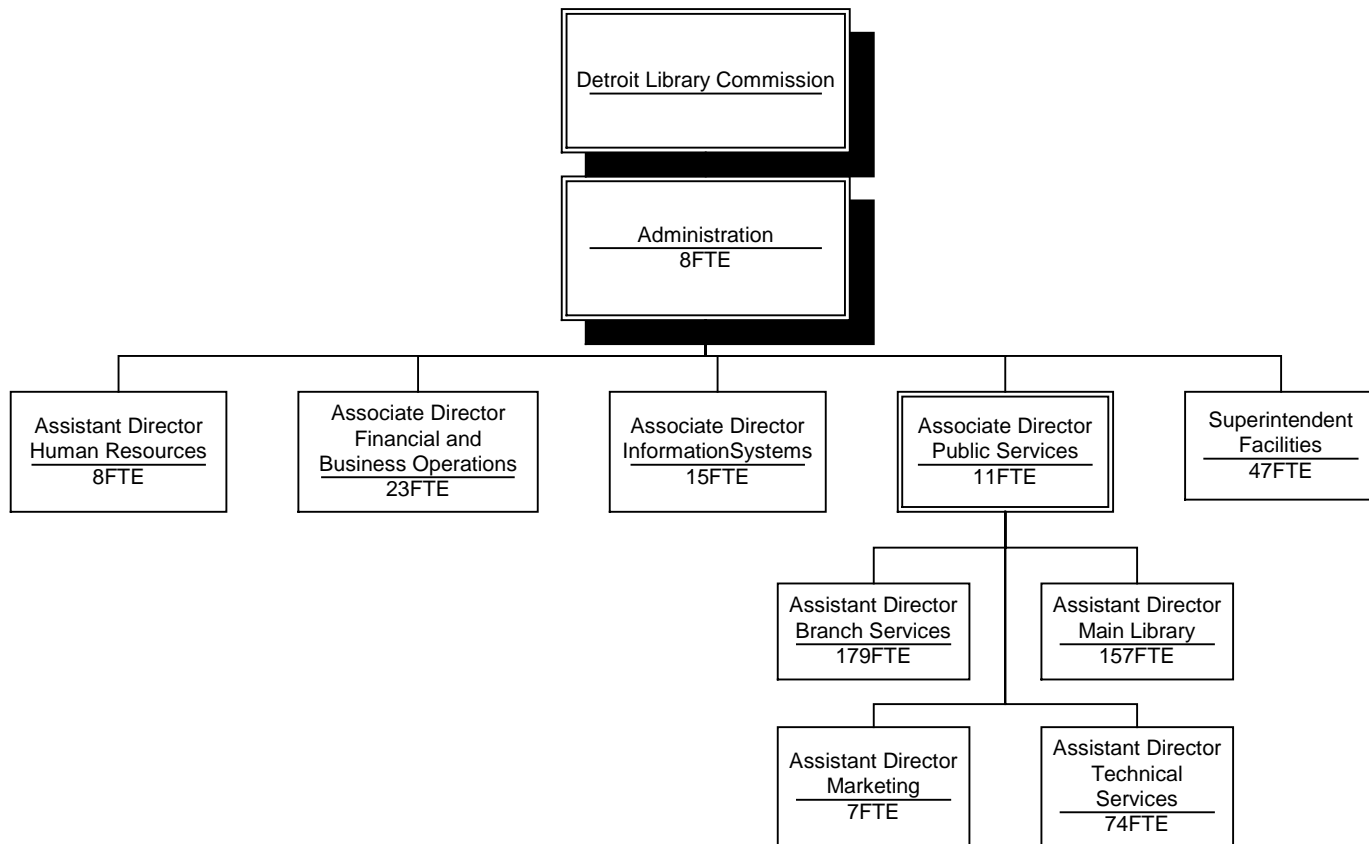 Detroit Library Commission
Administration
8FTE
Assistant Director
Human Resources
8FTE
Associate Director
Financial and
Business Operations
23FTE
Associate Director
InformationSystems
15FTE
Associate Director
Public Services
11FTE
Superintendent
Facilities
47FTE
Assistant Director
Branch Services
179FTE
Assistant Director
Main Library
157FTE
Assistant Director
Marketing
7FTE
Assistant Director
Technical
Services
74FTE